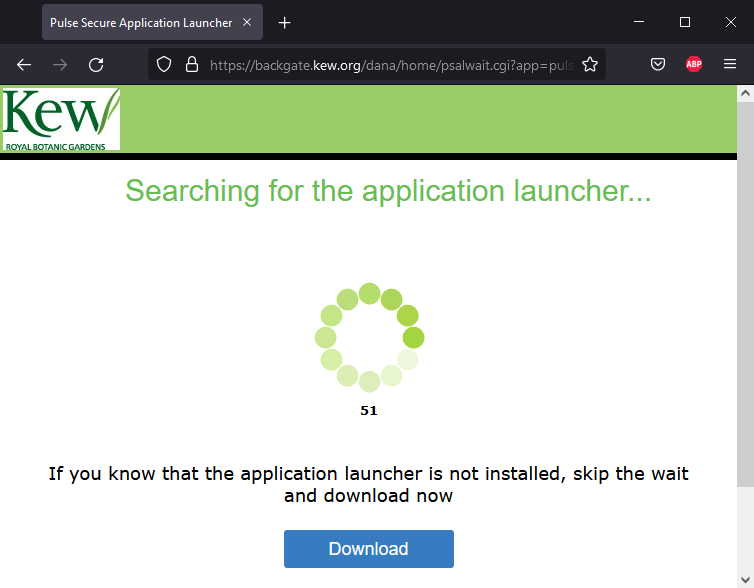 Pulse Secure Application Launcher
https://backgate.kew.org/dana/home/psalwait.cgi?app=puls
ABP
Kew
ROYAL BOTANIC GARDENS
Searching for the application launcher...
51
If you know that the application launcher is not installed, skip the wait
and download now
Download